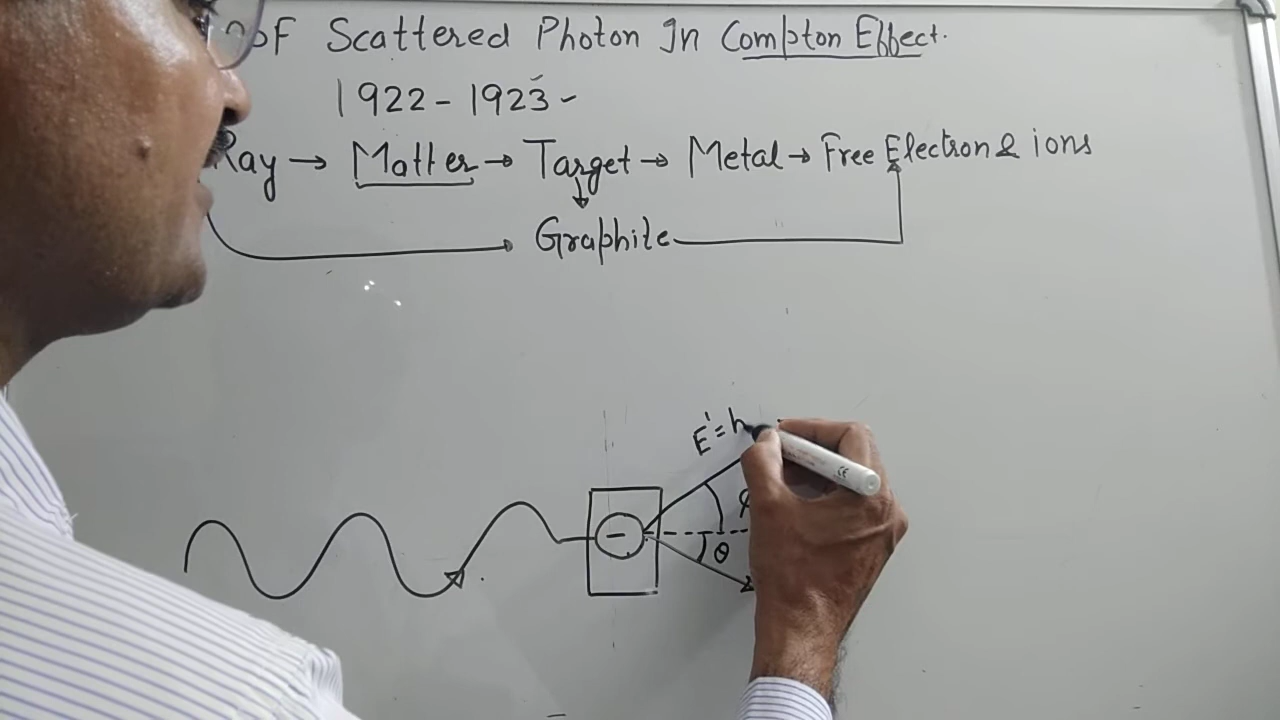 of Scattered Photon In Compton Effect.
1922 - 1923 -
Ray → Matter → Target → Metal → Free Electron & ions
Graphite
E' = h
θ
-